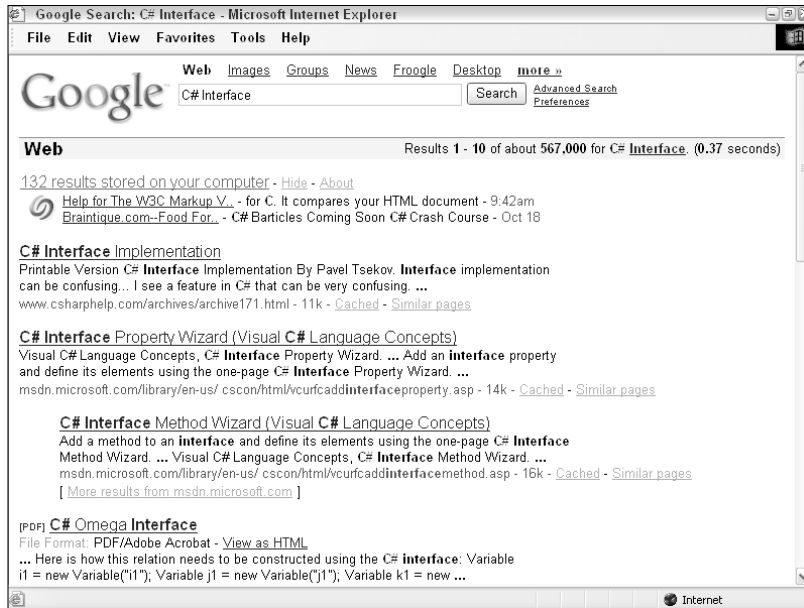 Google Search: C# Interface - Microsoft Internet Explorer
File Edit View Favorites Tools Help
Google
Web Images Groups News Froogle Desktop more »
C# Interface
Search
Advanced Search
Preferences
Web
Results 1 - 10 of about 567,000 for C# Interface. (0.37 seconds)
132 results stored on your computer - Hide - About
Help for The W3C Markup V.. - for C. It compares your HTML document - 9:42am
Braintique.com--Food For.. - C# Barticles Coming Soon C# Crash Course - Oct 18
C# Interface Implementation
Printable Version C# Interface Implementation By Pavel Tsekov. Interface implementation
can be confusing... I see a feature in C# that can be very confusing. ...
www.csharphelp.com/archives/archive171.html - 11k - Cached - Similar pages
C# Interface Property Wizard (Visual C# Language Concepts)
Visual C# Language Concepts, C# Interface Property Wizard. ... Add an interface property
and define its elements using the one-page C# Interface Property Wizard. ...
msdn.microsoft.com/library/en-us/ cscon/html/vcurfcaddinterfaceproperty.asp - 14k - Cached - Similar pages
C# Interface Method Wizard (Visual C# Language Concepts)
Add a method to an interface and define its elements using the one-page C# Interface
Method Wizard. ... Visual C# Language Concepts, C# Interface Method Wizard. ...
msdn.microsoft.com/library/en-us/ cscon/html/vcurfcaddinterfacemethod.asp - 16k - Cached - Similar pages
[ More results from msdn.microsoft.com ]
[PDF] C# Omega Interface
File Format: PDF/Adobe Acrobat - View as HTML
... Here is how this relation needs to be constructed using the C# interface: Variable
i1 = new Variable("i1"); Variable j1 = new Variable("j1"); Variable k1 = new ...
Internet